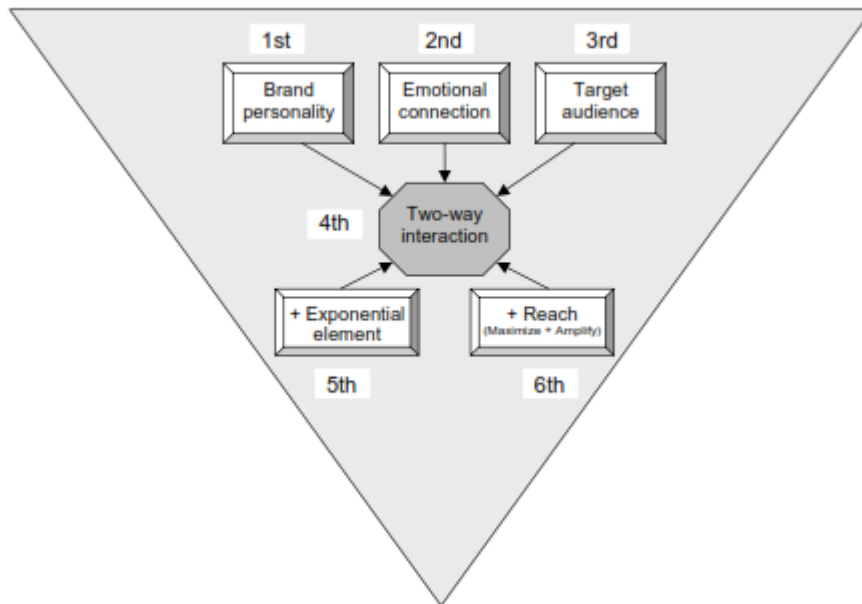 1st
2nd
3rd
Brand
personality
Emotional
connection
Target
audience
4th
Two-way
interaction
+ Exponential
element
+ Reach
(Maximize + Amplify)
5th
6th